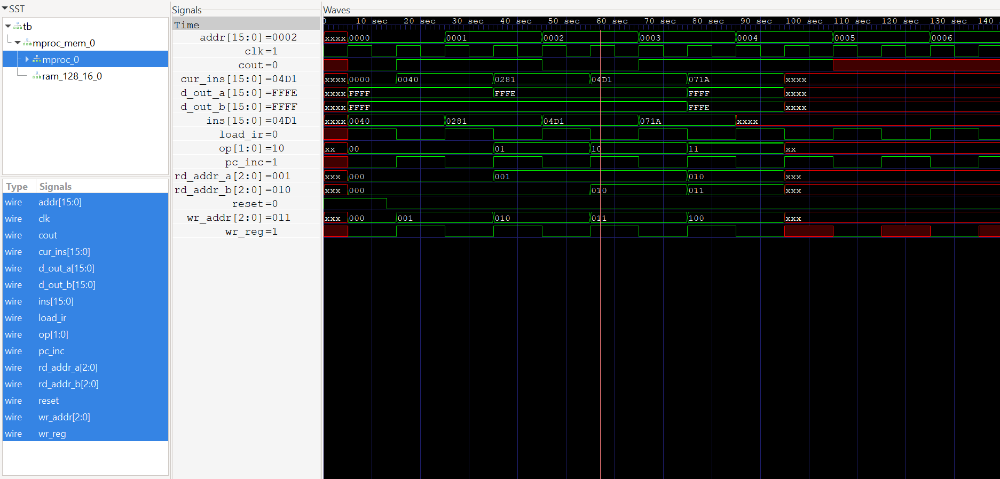 SST
tb
mproc_mem_0
mproc_0
ram_128_16_0
Type Signals
wire addr[15:0]
wire clk
wire cout
wire cur_ins[15:0]
wire d_out_a[15:0]
wire d_out_b[15:0]
wire ins[15:0]
wire load_ir
wire op[1:0]
wire pc_inc
wire rd_addr_a[2:0]
wire rd_addr_b[2:0]
wire reset
wire wr_addr[2:0]
wire wr_reg
Signals
Time
addr[15:0]=0002
clk=1
cout=0
cur_ins[15:0]=04D1
d_out_a[15:0]=FFFE
d_out_b[15:0]=FFFF
ins[15:0]=04D1
load_ir=0
op[1:0]=10
pc_inc=1
rd_addr_a[2:0]=001
rd_addr_b[2:0]=010
reset=0
wr_addr[2:0]=011
wr_reg=1
Waves
0 10 sec 20 sec 30 sec 40 sec 50 sec 60 sec 70 sec 80 sec 90 sec 100 sec 110 sec 120 sec 130 sec 140
xxxx 0000 0001 0002 0003 0004 0005 0006
xxxx 0000 0040 0281 04D1 071A xxxx
xxxx FFFF FFFE FFFF xxxx
xxxx FFFF FFFE xxxx
xxxx 0040 0281 04D1 071A xxxx
xx 00 01 10 11 xx
xxx 000 001 010 xxx
xxx 000 010 011 xxx
xxx 000 001 010 011 100 xxx